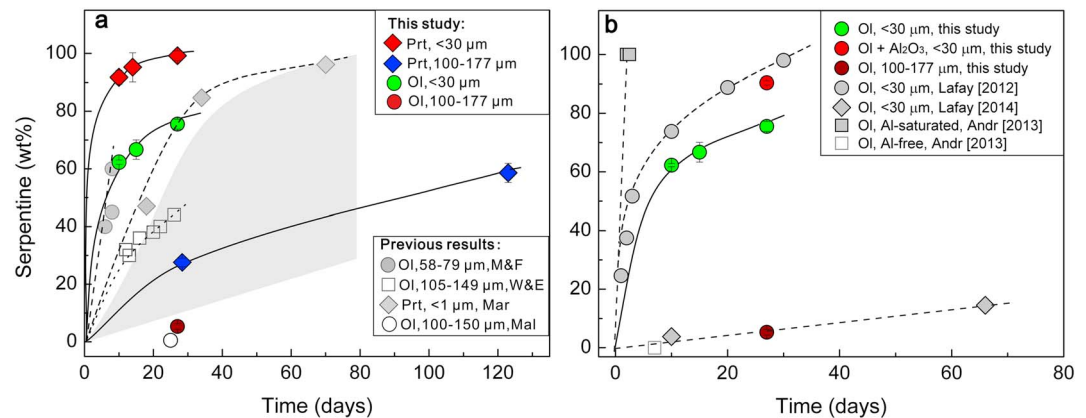 a
This study:
Prt, <30 μm
Prt,100-177 μm
Ol,<30 μm
Ol,100-177 μm
Previous results:
Ol,58-79 μm,M&F
Ol,105-149 μm,W&E
Prt, <1 μm, Mar
Ol,100-150 μm,Mal
Serpentine (wt%)
100
80
60
40
20
0
0 20 40 60 80 100 120
Time (days)
b
Ol, <30 μm, this study
Ol + Al₂O₃, <30 μm, this study
Ol, 100-177 μm, this study
Ol, <30 μm, Lafay [2012]
Ol, <30 μm, Lafay [2014]
Ol, Al-saturated, Andr [2013]
Ol, Al-free, Andr [2013]
100
80
60
40
20
0
0 20 40 60 80
Time (days)